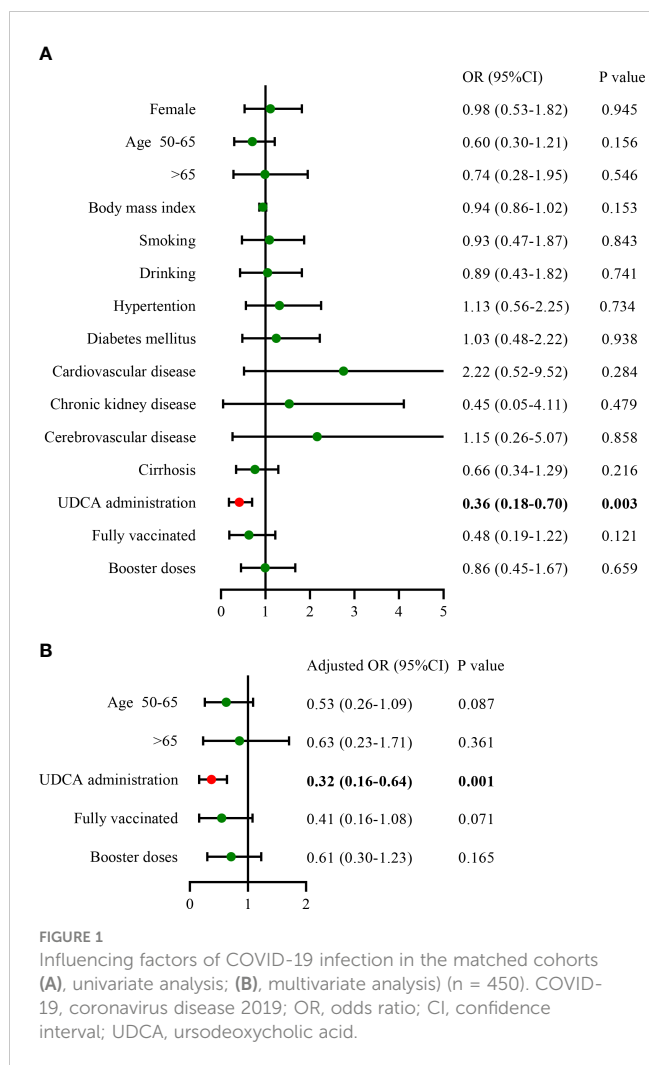 A
OR (95%CI) P value
Female 0.98 (0.53-1.82) 0.945
Age 50-65 0.60 (0.30-1.21) 0.156
>65 0.74 (0.28-1.95) 0.546
Body mass index 0.94 (0.86-1.02) 0.153
Smoking 0.93 (0.47-1.87) 0.843
Drinking 0.89 (0.43-1.82) 0.741
Hypertention 1.13 (0.56-2.25) 0.734
Diabetes mellitus 1.03 (0.48-2.22) 0.938
Cardiovascular disease 2.22 (0.52-9.52) 0.284
Chronic kidney disease 0.45 (0.05-4.11) 0.479
Cerebrovascular disease 1.15 (0.26-5.07) 0.858
Cirrhosis 0.66 (0.34-1.29) 0.216
UDCA administration 0.36 (0.18-0.70) 0.003
Fully vaccinated 0.48 (0.19-1.22) 0.121
Booster doses 0.86 (0.45-1.67) 0.659
0 1 2 3 4 5
B
Adjusted OR (95%CI) P value
Age 50-65 0.53 (0.26-1.09) 0.087
>65 0.63 (0.23-1.71) 0.361
UDCA administration 0.32 (0.16-0.64) 0.001
Fully vaccinated 0.41 (0.16-1.08) 0.071
Booster doses 0.61 (0.30-1.23) 0.165
0 1 2
FIGURE 1
Influencing factors of COVID-19 infection in the matched cohorts
(A), univariate analysis; (B), multivariate analysis) (n = 450). COVID-
19, coronavirus disease 2019; OR, odds ratio; CI, confidence
interval; UDCA, ursodeoxycholic acid.